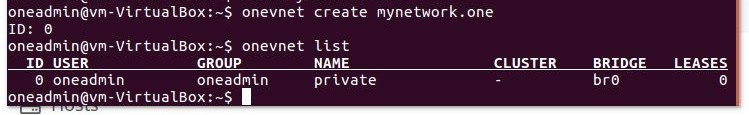 oneadmin@vm-VirtualBox:~$ onevnet create mynetwork.one
ID: 0
oneadmin@vm-VirtualBox:~$ onevnet list
ID USER GROUP NAME CLUSTER BRIDGE LEASES
0 oneadmin oneadmin private - br0 0
oneadmin@vm-VirtualBox:~$
Hosts